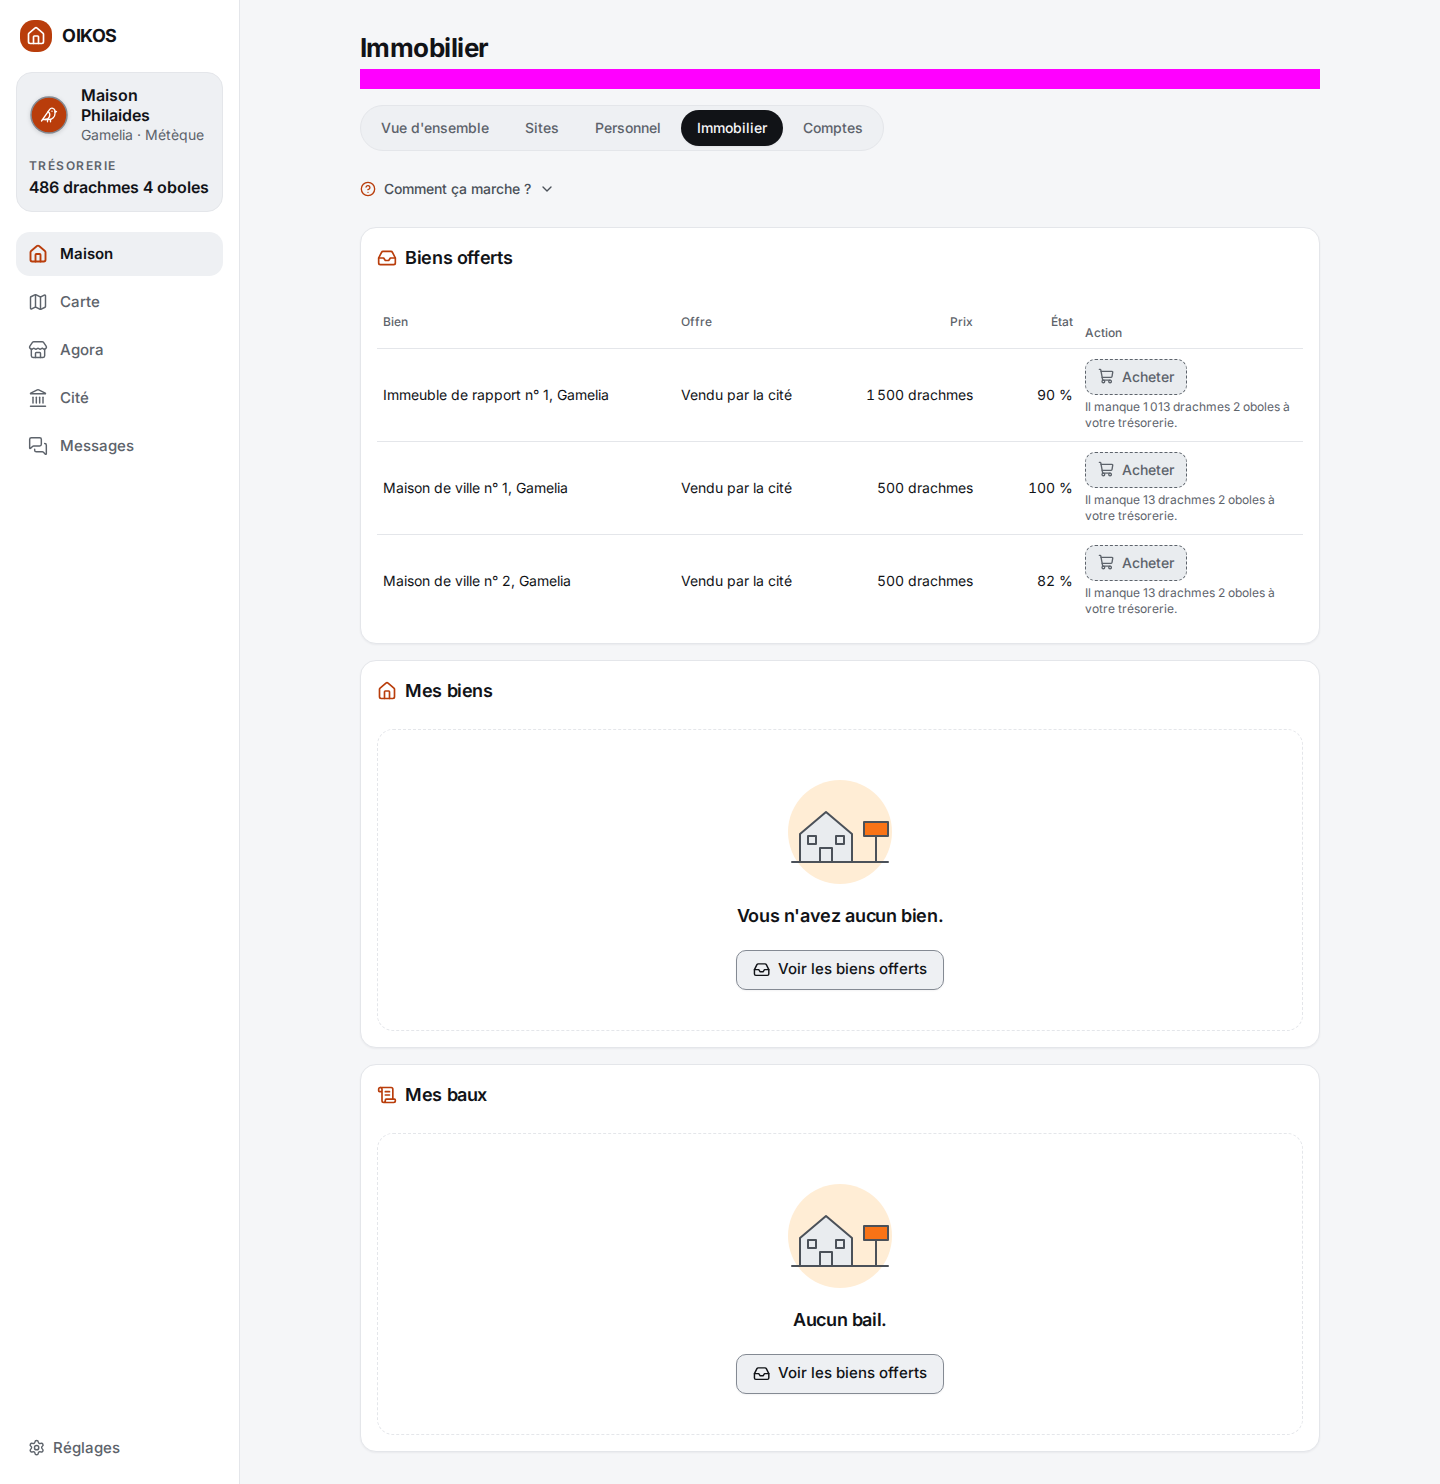 OIKOS
Maison
Philaides
Gamelia · Métèque
TRÉSORERIE
486 drachmes 4 oboles
Maison
Carte
Agora
Cité
Messages
Réglages
Immobilier
Vue d'ensemble Sites Personnel Immobilier Comptes
Comment ça marche ?
Biens offerts
Bien Offre Prix État Action
Immeuble de rapport n° 1, Gamelia Vendu par la cité 1 500 drachmes 90 % Acheter
Il manque 1 013 drachmes 2 oboles à
votre trésorerie.
Maison de ville n° 1, Gamelia Vendu par la cité 500 drachmes 100 % Acheter
Il manque 13 drachmes 2 oboles à
votre trésorerie.
Maison de ville n° 2, Gamelia Vendu par la cité 500 drachmes 82 % Acheter
Il manque 13 drachmes 2 oboles à
votre trésorerie.
Mes biens
Vous n'avez aucun bien.
Voir les biens offerts
Mes baux
Aucun bail.
Voir les biens offerts